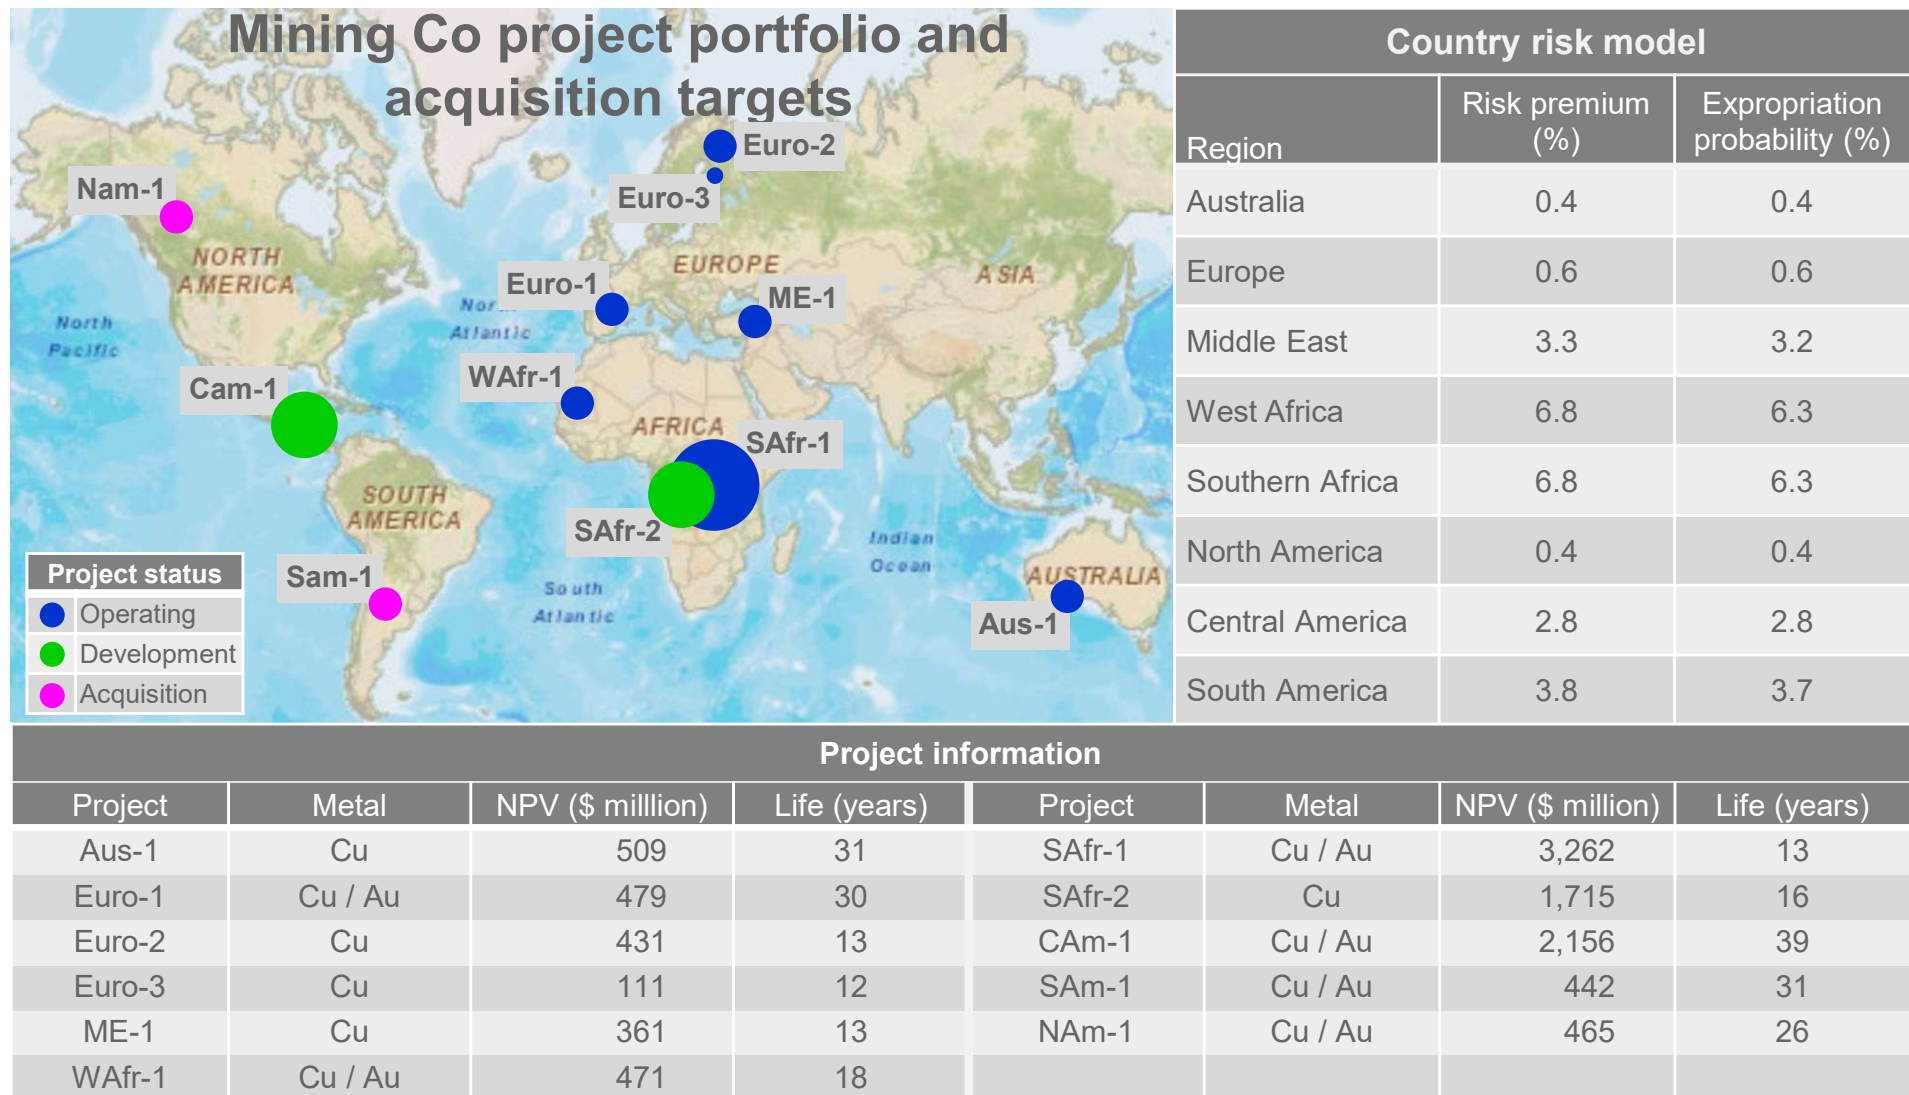 Mining Co project portfolio and
acquisition targets
Euro-2
Nam-1
Euro-3
NORTH
AMERICA
EUROPE
ASIA
Euro-1
ME-1
North
Pacific
Atlantic
WAfr-1
Cam-1
AFRICA
SAfr-1
SOUTH
AMERICA
SAfr-2
Indian
Ocean
Sam-1
South
Atlantic
AUSTRALIA
Aus-1
Project status
Operating
Development
Acquisition
Country risk model
Region Risk premium (%) Expropriation probability (%)
Australia 0.4 0.4
Europe 0.6 0.6
Middle East 3.3 3.2
West Africa 6.8 6.3
Southern Africa 6.8 6.3
North America 0.4 0.4
Central America 2.8 2.8
South America 3.8 3.7
Project information
Project Metal NPV ($ milllion) Life (years) Project Metal NPV ($ million) Life (years)
Aus-1 Cu 509 31 SAfr-1 Cu / Au 3,262 13
Euro-1 Cu / Au 479 30 SAfr-2 Cu 1,715 16
Euro-2 Cu 431 13 CAm-1 Cu / Au 2,156 39
Euro-3 Cu 111 12 SAm-1 Cu / Au 442 31
ME-1 Cu 361 13 NAm-1 Cu / Au 465 26
WAfr-1 Cu / Au 471 18